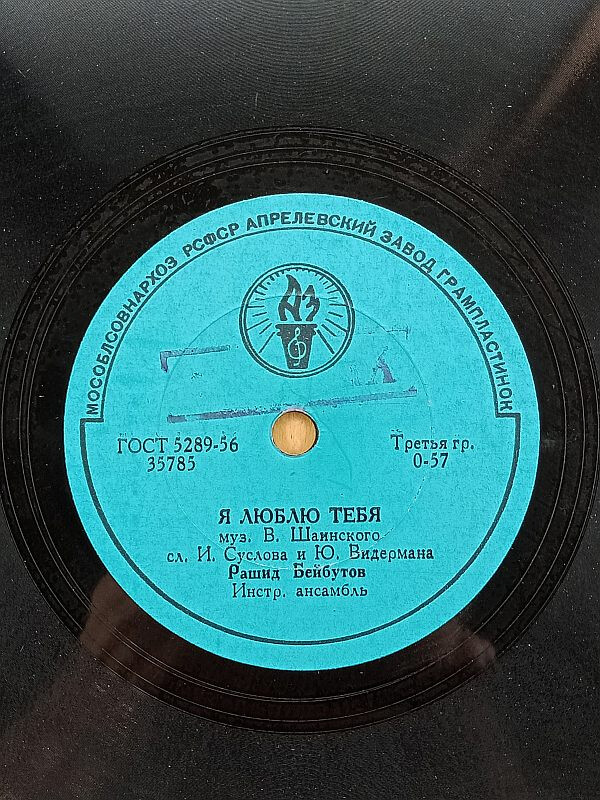 МОСОБЛСОВНАРХОЗ РСФСР АПРЕЛЕВСКИЙ ЗАВОД ГРАМПЛАСТИНОК
АЗ
ГОСТ 5289-56
35785
Третья гр.
0-57
Я ЛЮБЛЮ ТЕБЯ
муз. В. Шаинского
сл. И. Суслова и Ю. Видермана
Рашид Бейбутов
Инстр. ансамбль